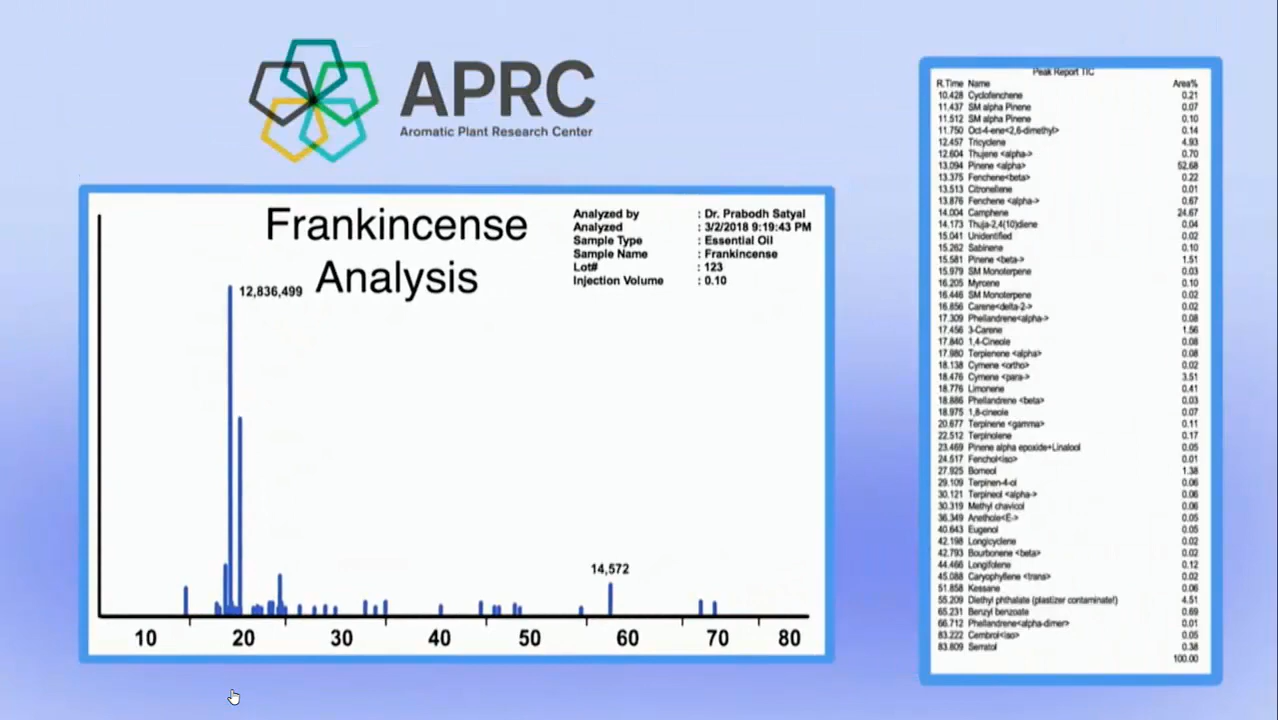 APRC
Aromatic Plant Research Center
Frankincense
Analysis
Analyzed by : Dr. Prabodh Satyal
Analyzed : 3/2/2018 9:19:43 PM
Sample Type : Essential Oil
Sample Name : Frankincense
Lot# : 123
Injection Volume : 0.10
12,836,499
14,572
10 20 30 40 50 60 70 80
Peak Report TIC
R.Time Name Area%
10.428 Cyclofenchene 0.21
11.437 SM alpha Pinene 0.07
11.512 SM alpha Pinene 0.10
11.750 Oct-4-ene<2,6-dimethyl> 0.14
12.457 Tricyclene 4.93
12.604 Thujene <alpha-> 0.70
13.094 Pinene <alpha> 52.68
13.375 Fenchene<beta> 0.22
13.513 Citronellene 0.01
13.876 Fenchene <alpha-> 0.67
14.004 Camphene 24.67
14.173 Thuja-2,4(10)diene 0.04
15.041 Unidentified 0.02
15.262 Sabinene 0.10
15.581 Pinene <beta-> 1.51
15.979 SM Monoterpene 0.03
16.205 Myrcene 0.10
16.446 SM Monoterpene 0.02
16.856 Carene<delta-2-> 0.02
17.309 Phellandrene<alpha-> 0.08
17.456 3-Carene 1.56
17.840 1,4-Cineole 0.08
17.980 Terpienene <alpha> 0.08
18.138 Cymene <ortho> 0.02
18.476 Cymene <para-> 3.51
18.776 Limonene 0.41
18.886 Phellandrene <beta> 0.03
18.975 1,8-cineole 0.07
20.677 Terpinene <gamma> 0.11
22.512 Terpinolene 0.17
23.469 Pinene alpha epoxide+Linalool 0.05
24.517 Fenchol<iso> 0.01
27.925 Borneol 1.38
29.109 Terpinen-4-ol 0.06
30.121 Terpineol <alpha-> 0.06
30.319 Methyl chavicol 0.06
36.349 Anethole<E-> 0.05
40.643 Eugenol 0.05
42.198 Longicyclene 0.02
42.793 Bourbonene <beta> 0.02
44.466 Longifolene 0.12
45.088 Caryophyllene <trans> 0.02
51.858 Kessane 0.06
55.209 Diethyl phthalate (plastizer contaminate!) 4.51
65.231 Benzyl benzoate 0.69
66.712 Phellandrene<alpha-dimer> 0.01
83.222 Cembrol<iso> 0.05
83.809 Serratol 0.38
100.00